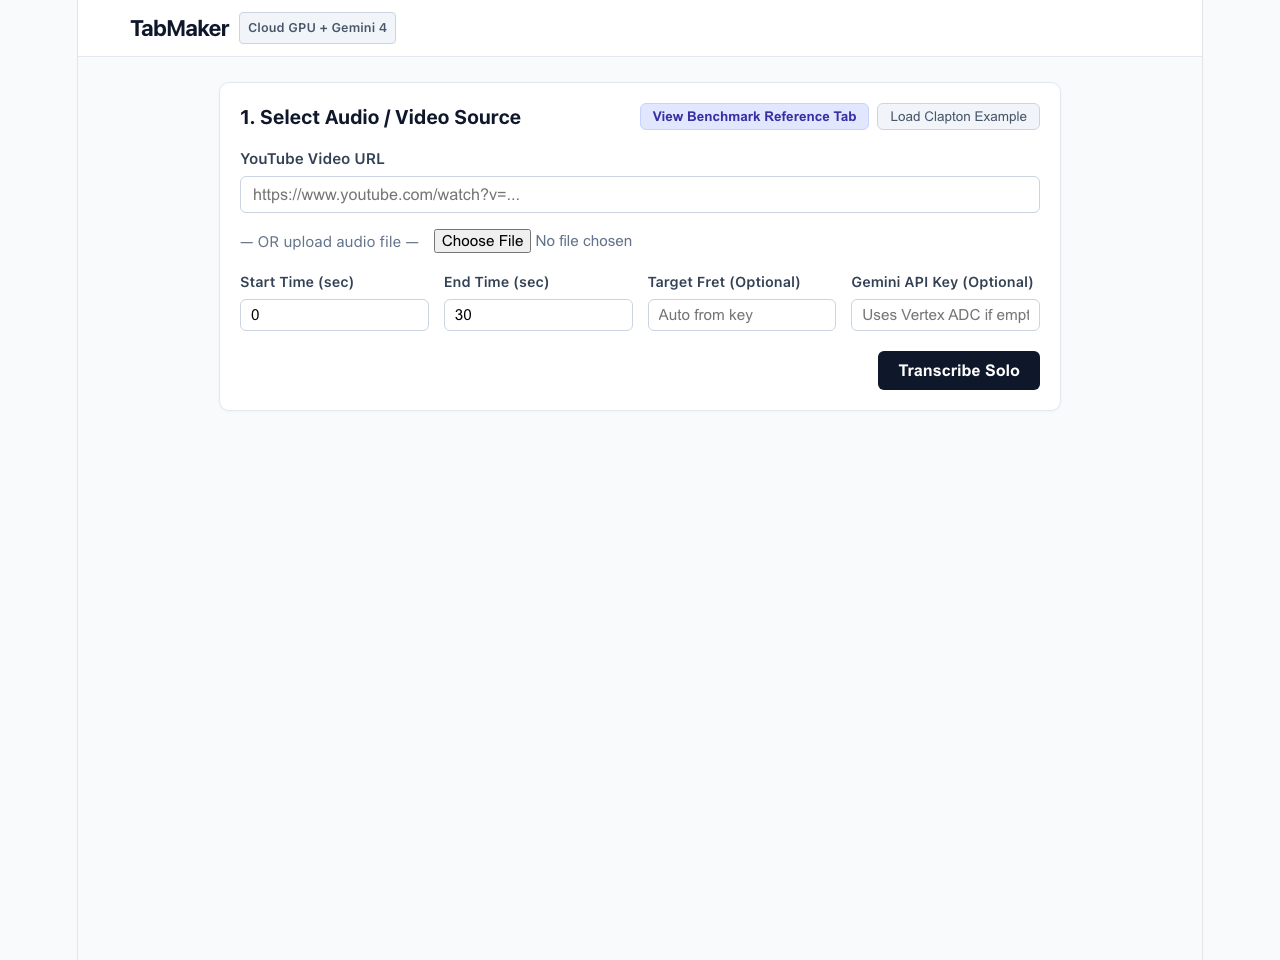 TabMaker Cloud GPU + Gemini 4
1. Select Audio / Video Source View Benchmark Reference Tab Load Clapton Example
YouTube Video URL
https://www.youtube.com/watch?v=...
— OR upload audio file — Choose File No file chosen
Start Time (sec) End Time (sec) Target Fret (Optional) Gemini API Key (Optional)
0 30 Auto from key Uses Vertex ADC if empt
Transcribe Solo